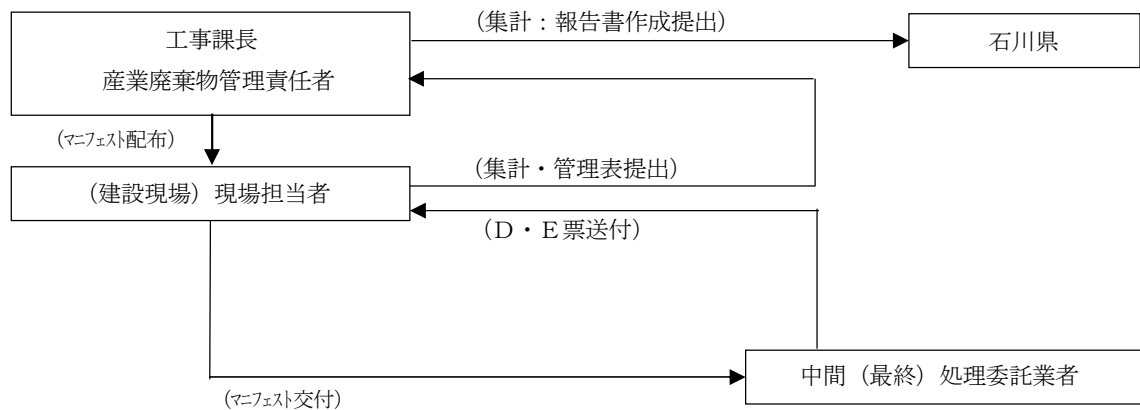 工事課長
産業廃棄物管理責任者
(集計：報告書作成提出)
石川県
(ﾏﾆﾌｪｽﾄ配布)
(集計・管理表提出)
(建設現場) 現場担当者
(Ｄ・Ｅ票送付)
中間 (最終) 処理委託業者
(ﾏﾆﾌｪｽﾄ交付)